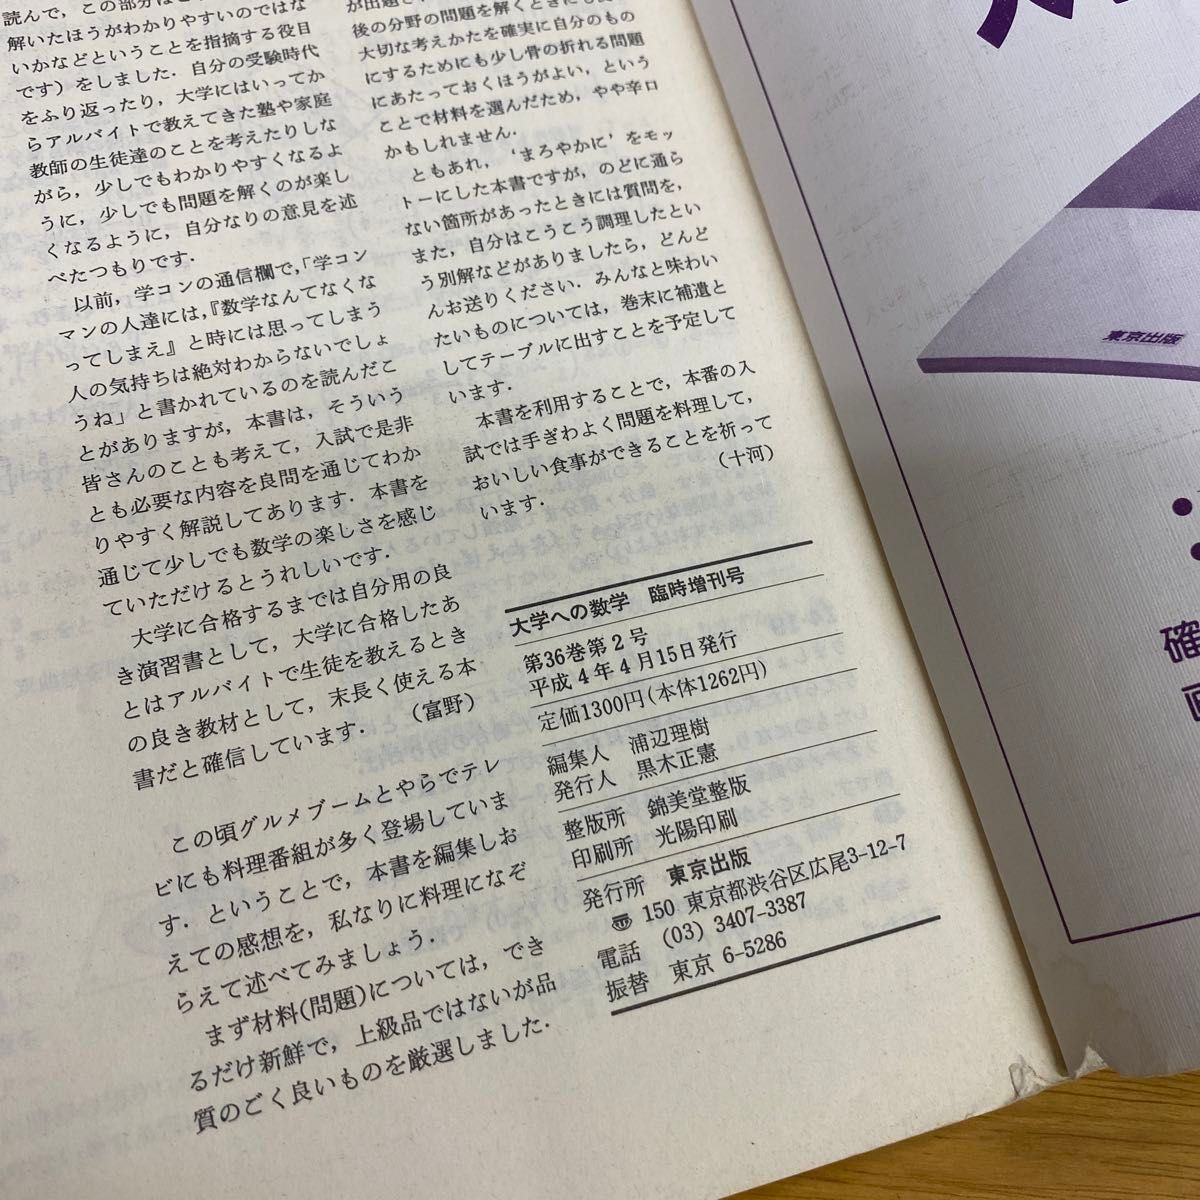 読んで，この部分は
解いたほうがわかりやすいのではな
いかなどということを指摘する役目
です）をしました．自分の受験時代
をふり返ったり，大学にはいってか
らアルバイトで教えてきた塾や家庭
教師の生徒達のことを考えたりしな
がら，少しでもわかりやすくなるよ
うに，少しでも問題を解くのが楽し
くなるように，自分なりの意見を述
べたつもりです．
以前，学コンの通信欄で，「学コン
マンの人達には，『数学なんてなくな
ってしまえ』と時には思ってしまう
人の気持ちは絶対わからないでしょ
うね」と書かれているのを読んだこ
とがありますが，本書は，そういう
皆さんのことも考えて，入試で是非
とも必要な内容を良問を通じてわか
りやすく解説してあります．本書を
通じて少しでも数学の楽しさを感じ
ていただけるとうれしいです．
大学に合格するまでは自分用の良
き演習書として，大学に合格したあ
とはアルバイトで生徒を教えるとき
の良き教材として，末長く使える本
書だと確信しています．（富野）
この頃グルメブームとやらでテレ
ビにも料理番組が多く登場していま
す．ということで，本書を編集しお
えての感想を，私なりに料理になぞ
らえて述べてみましょう．
まず材料(問題)については，でき
るだけ新鮮で，上級品ではないが品
質のごく良いものを厳選しました．
が出題
後の分野の問題を解くときにも
大切な考えかたを確実に自分のもの
にするためにも少し骨の折れる問題
にあたっておくほうがよい，という
ことで材料を選んだため，やや辛口
かもしれません．
ともあれ，‘まろやかに’をモッ
トーにした本書ですが，のどに通ら
ない箇所があったときには質問を，
また，自分はこうこう調理したとい
う別解などがありましたら，どんど
んお送りください．みんなと味わい
たいものについては，巻末に補遺と
してテーブルに出すことを予定して
います．
本書を利用することで，本番の入
試では手ぎわよく問題を料理して，
おいしい食事ができることを祈って
います．（十河）
大学への数学 臨時増刊号
第36巻第2号
平成4年4月15日発行
定価1300円(本体1262円)
編集人 浦辺理樹
発行人 黒木正憲
整版所 錦美堂整版
印刷所 光陽印刷
発行所 東京出版
〠 150 東京都渋谷区広尾3-12-7
電話 (03) 3407-3387
振替 東京 6-5286
東京出版
確